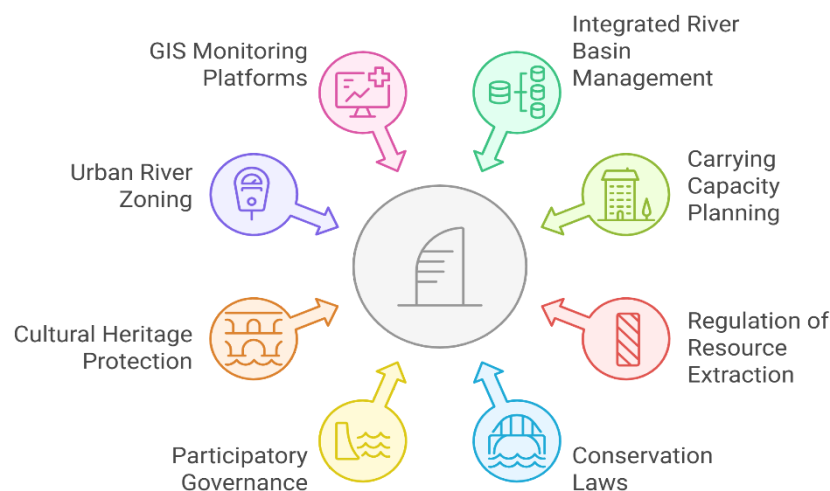 GIS Monitoring
Platforms
Integrated River
Basin
Management
Urban River
Zoning
Carrying
Capacity
Planning
Cultural Heritage
Protection
Regulation of
Resource
Extraction
Participatory
Governance
Conservation
Laws